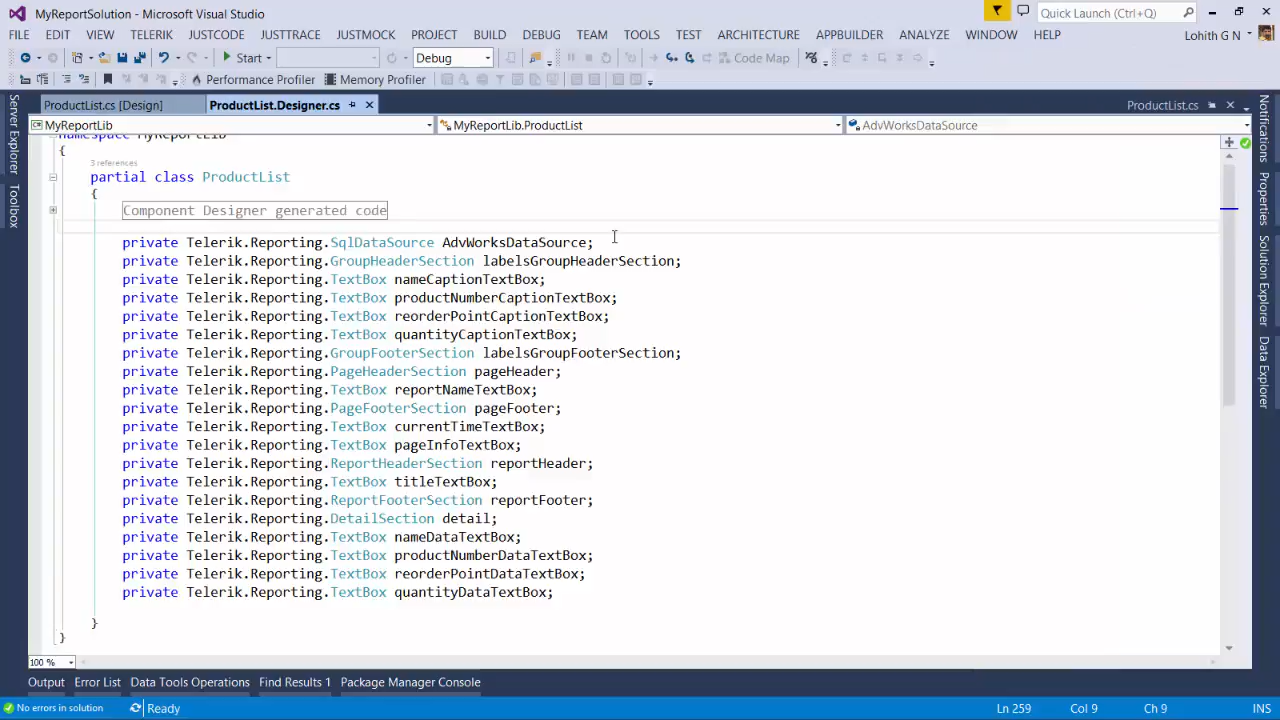 MyReportSolution - Microsoft Visual Studio
Quick Launch (Ctrl+Q)
FILE EDIT VIEW TELERIK JUSTCODE JUSTTRACE JUSTMOCK PROJECT BUILD DEBUG TEAM TOOLS TEST ARCHITECTURE APPBUILDER ANALYZE WINDOW HELP Lohith G N
Start Debug Code Map
Performance Profiler Memory Profiler
ProductList.cs [Design] ProductList.Designer.cs ProductList.cs
MyReportLib MyReportLib.ProductList AdvWorksDataSource
Server Explorer
Toolbox
namespace MyReportLib
{
3 references
partial class ProductList
{
Component Designer generated code
private Telerik.Reporting.SqlDataSource AdvWorksDataSource;
private Telerik.Reporting.GroupHeaderSection labelsGroupHeaderSection;
private Telerik.Reporting.TextBox nameCaptionTextBox;
private Telerik.Reporting.TextBox productNumberCaptionTextBox;
private Telerik.Reporting.TextBox reorderPointCaptionTextBox;
private Telerik.Reporting.TextBox quantityCaptionTextBox;
private Telerik.Reporting.GroupFooterSection labelsGroupFooterSection;
private Telerik.Reporting.PageHeaderSection pageHeader;
private Telerik.Reporting.TextBox reportNameTextBox;
private Telerik.Reporting.PageFooterSection pageFooter;
private Telerik.Reporting.TextBox currentTimeTextBox;
private Telerik.Reporting.TextBox pageInfoTextBox;
private Telerik.Reporting.ReportHeaderSection reportHeader;
private Telerik.Reporting.TextBox titleTextBox;
private Telerik.Reporting.ReportFooterSection reportFooter;
private Telerik.Reporting.DetailSection detail;
private Telerik.Reporting.TextBox nameDataTextBox;
private Telerik.Reporting.TextBox productNumberDataTextBox;
private Telerik.Reporting.TextBox reorderPointDataTextBox;
private Telerik.Reporting.TextBox quantityDataTextBox;
}
}
Notifications
Properties
Solution Explorer
Data Explorer
100 %
Output Error List Data Tools Operations Find Results 1 Package Manager Console
No errors in solution Ready Ln 259 Col 9 Ch 9 INS